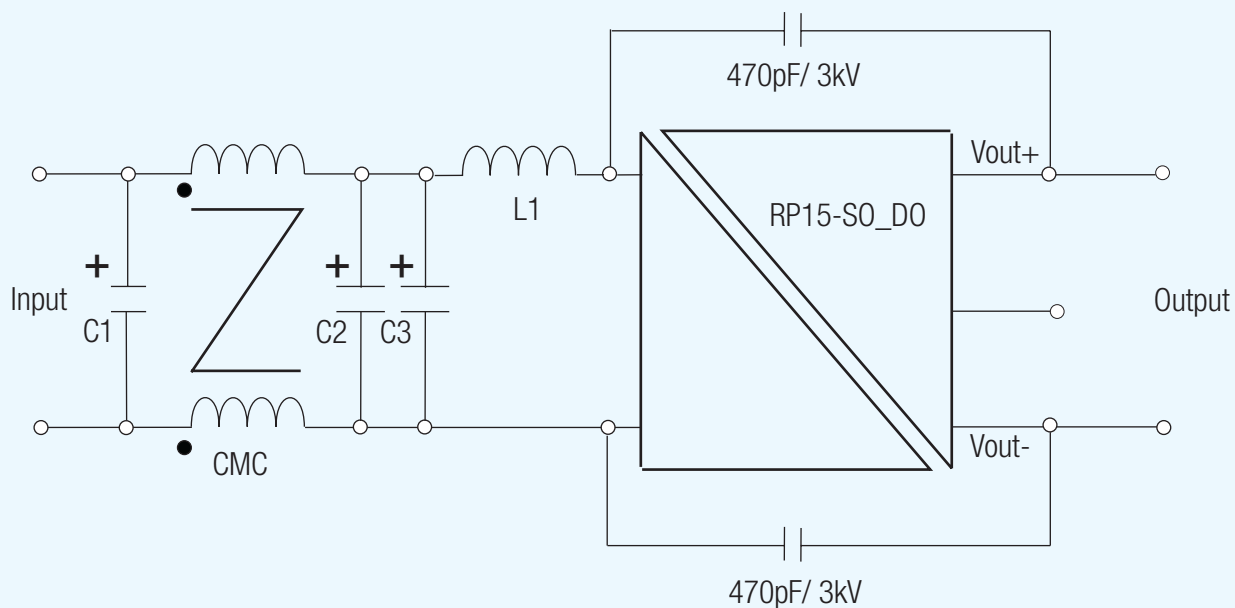 470pF/ 3kV
Vout+
L1
RP15-SO_DO
+
+
+
Input
C1
C2
C3
Output
Vout-
CMC
470pF/ 3kV